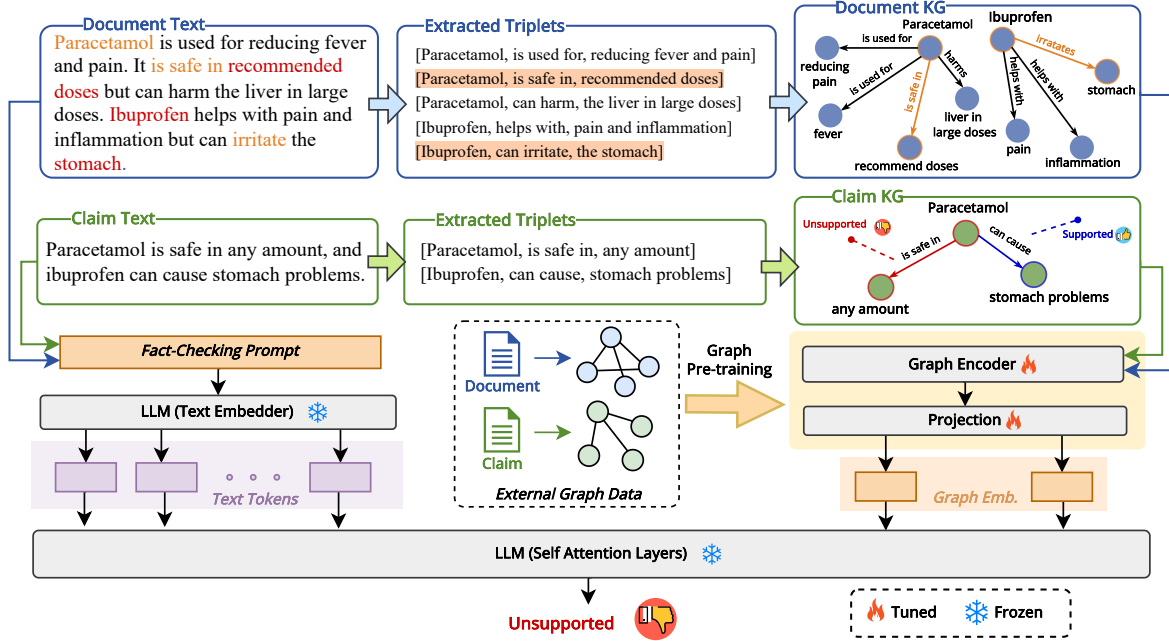 Document Text
Paracetamol is used for reducing fever
and pain. It is safe in recommended
doses but can harm the liver in large
doses. Ibuprofen helps with pain and
inflammation but can irritate the
stomach.
Extracted Triplets
[Paracetamol, is used for, reducing fever and pain]
[Paracetamol, is safe in, recommended doses]
[Paracetamol, can harm, the liver in large doses]
[Ibuprofen, helps with, pain and inflammation]
[Ibuprofen, can irritate, the stomach]
Document KG
Paracetamol
Ibuprofen
is used for
is used for
is safe in
harms
irratates
helps with
helps with
reducing
pain
fever
recommend doses
liver in
large doses
stomach
pain
inflammation
Claim Text
Paracetamol is safe in any amount, and
ibuprofen can cause stomach problems.
Extracted Triplets
[Paracetamol, is safe in, any amount]
[Ibuprofen, can cause, stomach problems]
Claim KG
Paracetamol
Unsupported
Supported
is safe in
can cause
any amount
stomach problems
Fact-Checking Prompt
LLM (Text Embedder)
Text Tokens
Document
Claim
External Graph Data
Graph
Pre-training
Graph Encoder
Projection
Graph Emb.
LLM (Self Attention Layers)
Unsupported
Tuned
Frozen